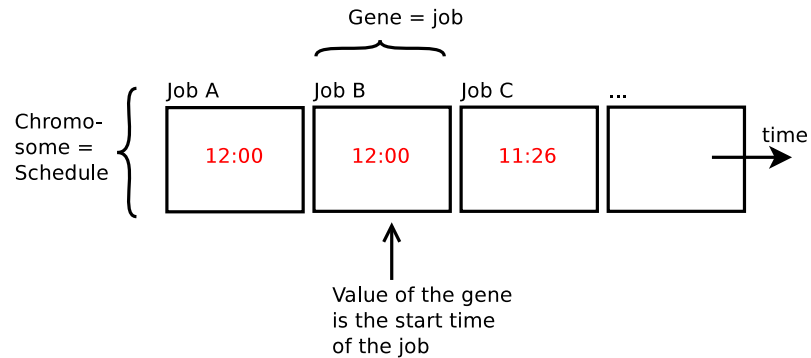 Gene = job
Job A
Job B
Job C
...
Chromo-
some =
Schedule
12:00
12:00
11:26
time
Value of the gene
is the start time
of the job